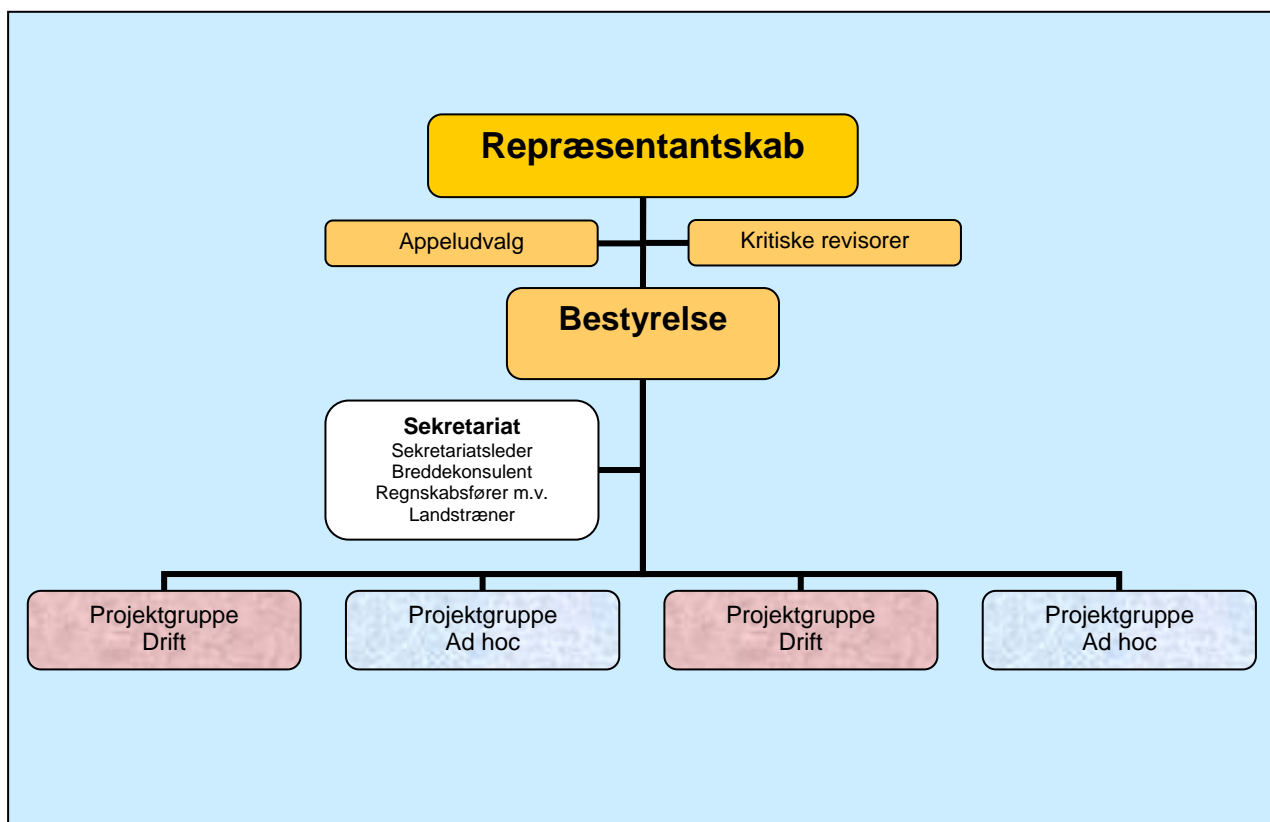 Repræsentantskab
Appeludvalg
Kritiske revisorer
Bestyrelse
Sekretariat
Sekretariatsleder
Breddekonsulent
Regnskabsfører m.v.
Landstræner
Projektgruppe
Drift
Projektgruppe
Ad hoc
Projektgruppe
Drift
Projektgruppe
Ad hoc